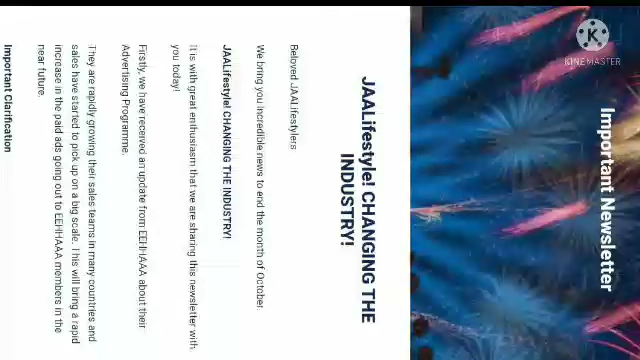 KINEMASTER
Important Newsletter
JAALifestyle! CHANGING THE
INDUSTRY!
Beloved JAALifestylers
We bring you incredible news to end the month of October.
JAALifestyle! CHANGING THE INDUSTRY!
It is with great enthusiasm that we are sharing this newsletter with
you today!
Firstly, we have received an update from EEHHAAA about their
Advertising Programme.
They are rapidly growing their sales teams in many countries and
sales have started to pick up on a big scale. This will bring a rapid
increase in the paid ads going out to EEHHAAA members in the
near future.
Important Clarification